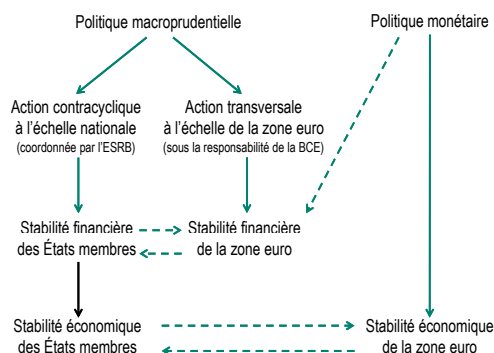 Politique macroprudentielle
Politique monétaire
Action contracyclique
à l'échelle nationale
(coordonnée par l'ESRB)
Action transversale
à l'échelle de la zone euro
(sous la responsabilité de la BCE)
Stabilité financière
des États membres
Stabilité financière
de la zone euro
Stabilité économique
des États membres
Stabilité économique
de la zone euro